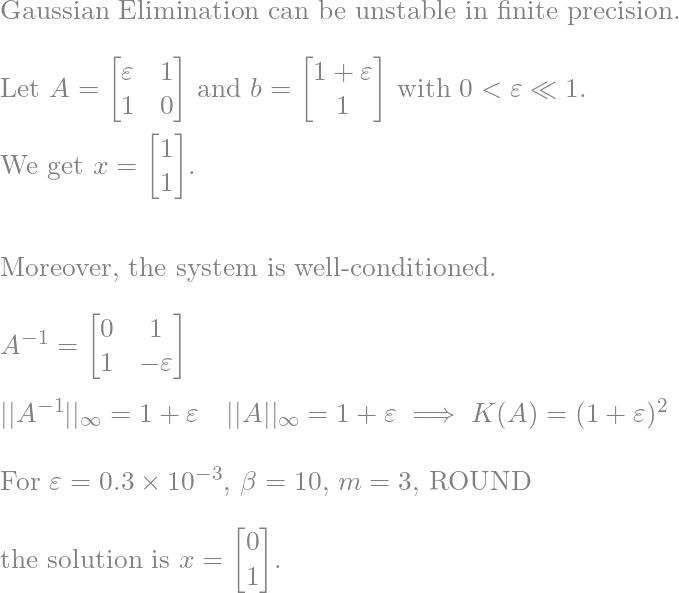 Gaussian Elimination can be unstable in finite precision.
Let $A = \begin{bmatrix} \varepsilon & 1 \\ 1 & 0 \end{bmatrix}$ and $b = \begin{bmatrix} 1 + \varepsilon \\ 1 \end{bmatrix}$ with $0 < \varepsilon \ll 1$.
We get $x = \begin{bmatrix} 1 \\ 1 \end{bmatrix}$.
Moreover, the system is well-conditioned.
$A^{-1} = \begin{bmatrix} 0 & 1 \\ 1 & -\varepsilon \end{bmatrix}$
$||A^{-1}||_\infty = 1 + \varepsilon \quad ||A||_\infty = 1 + \varepsilon \implies K(A) = (1 + \varepsilon)^2$
For $\varepsilon = 0.3 \times 10^{-3}$, $\beta = 10$, $m = 3$, ROUND
the solution is $x = \begin{bmatrix} 0 \\ 1 \end{bmatrix}$.